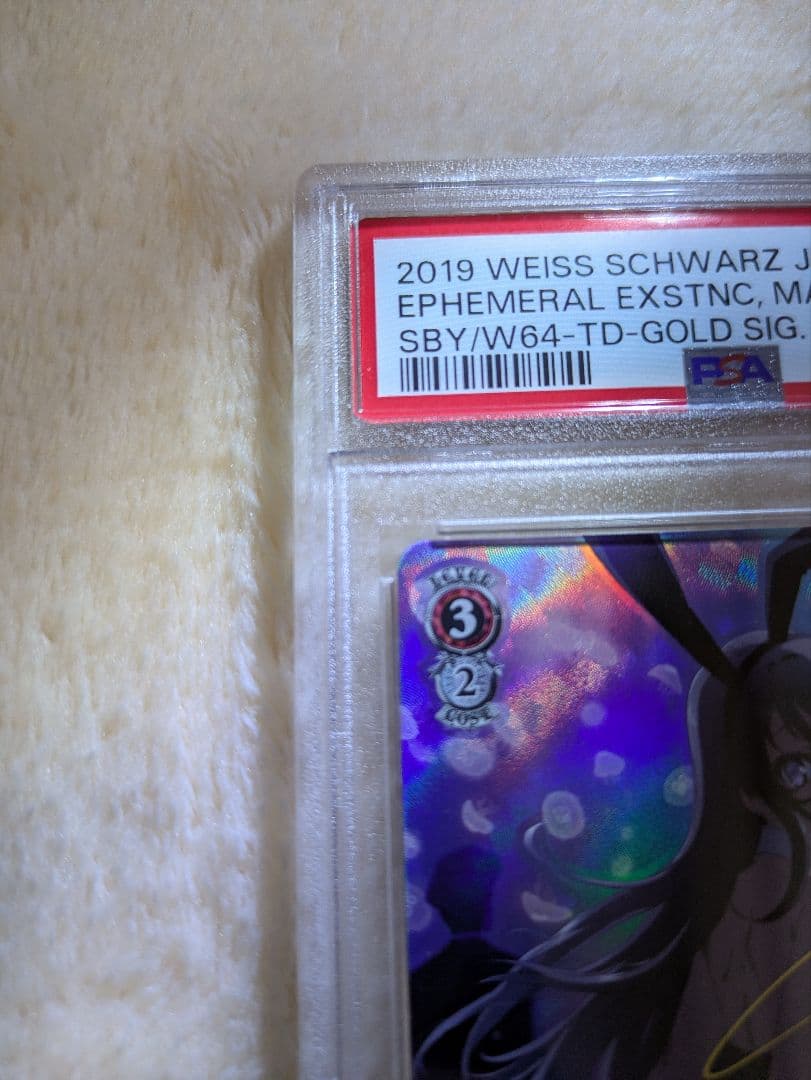 2019 WEISS SCHWARZ J
EPHEMERAL EXSTNC, MA
SBY/W64-TD-GOLD SIG.
PSA
LEVEL
3
2
COST